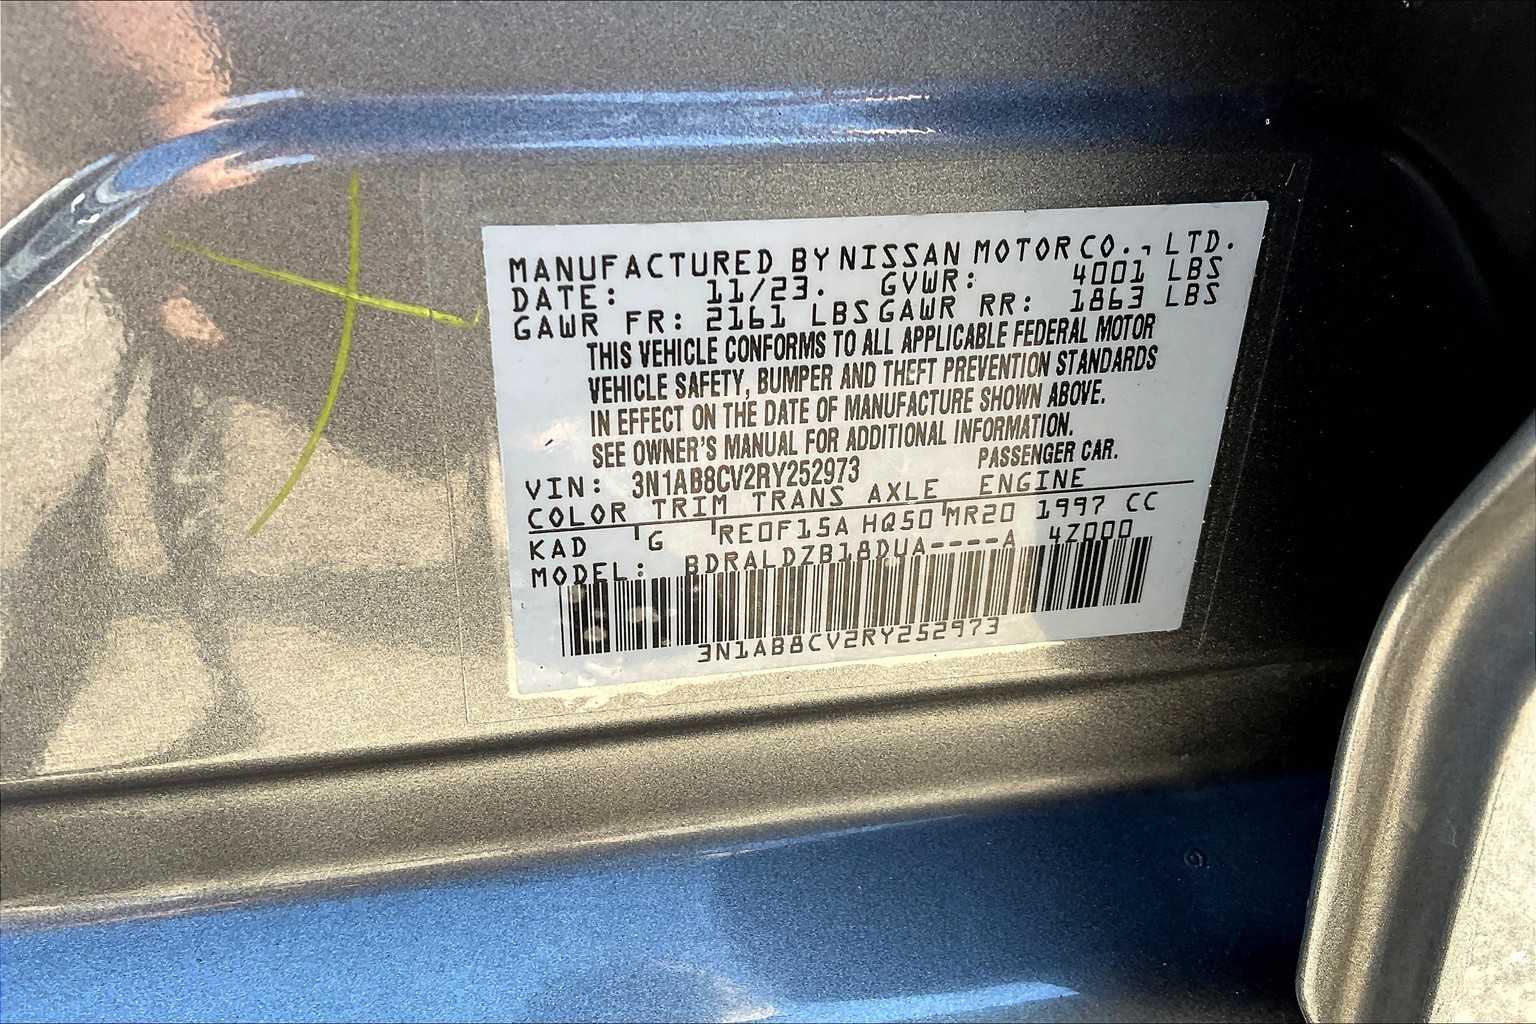 MANUFACTURED BY NISSAN MOTOR CO., LTD.
DATE: 11/23. GVWR: 4001 LBS
GAWR FR: 2161 LBS GAWR RR: 1863 LBS
THIS VEHICLE CONFORMS TO ALL APPLICABLE FEDERAL MOTOR
VEHICLE SAFETY, BUMPER AND THEFT PREVENTION STANDARDS
IN EFFECT ON THE DATE OF MANUFACTURE SHOWN ABOVE.
SEE OWNER'S MANUAL FOR ADDITIONAL INFORMATION.
VIN: 3N1AB8CV2RY252973 PASSENGER CAR.
COLOR TRIM TRANS AXLE ENGINE
KAD G RE0F15A HQ50 MR20 1997 CC
MODEL: BDRALDZB18DUA----A 4Z000
3N1AB8CV2RY252973